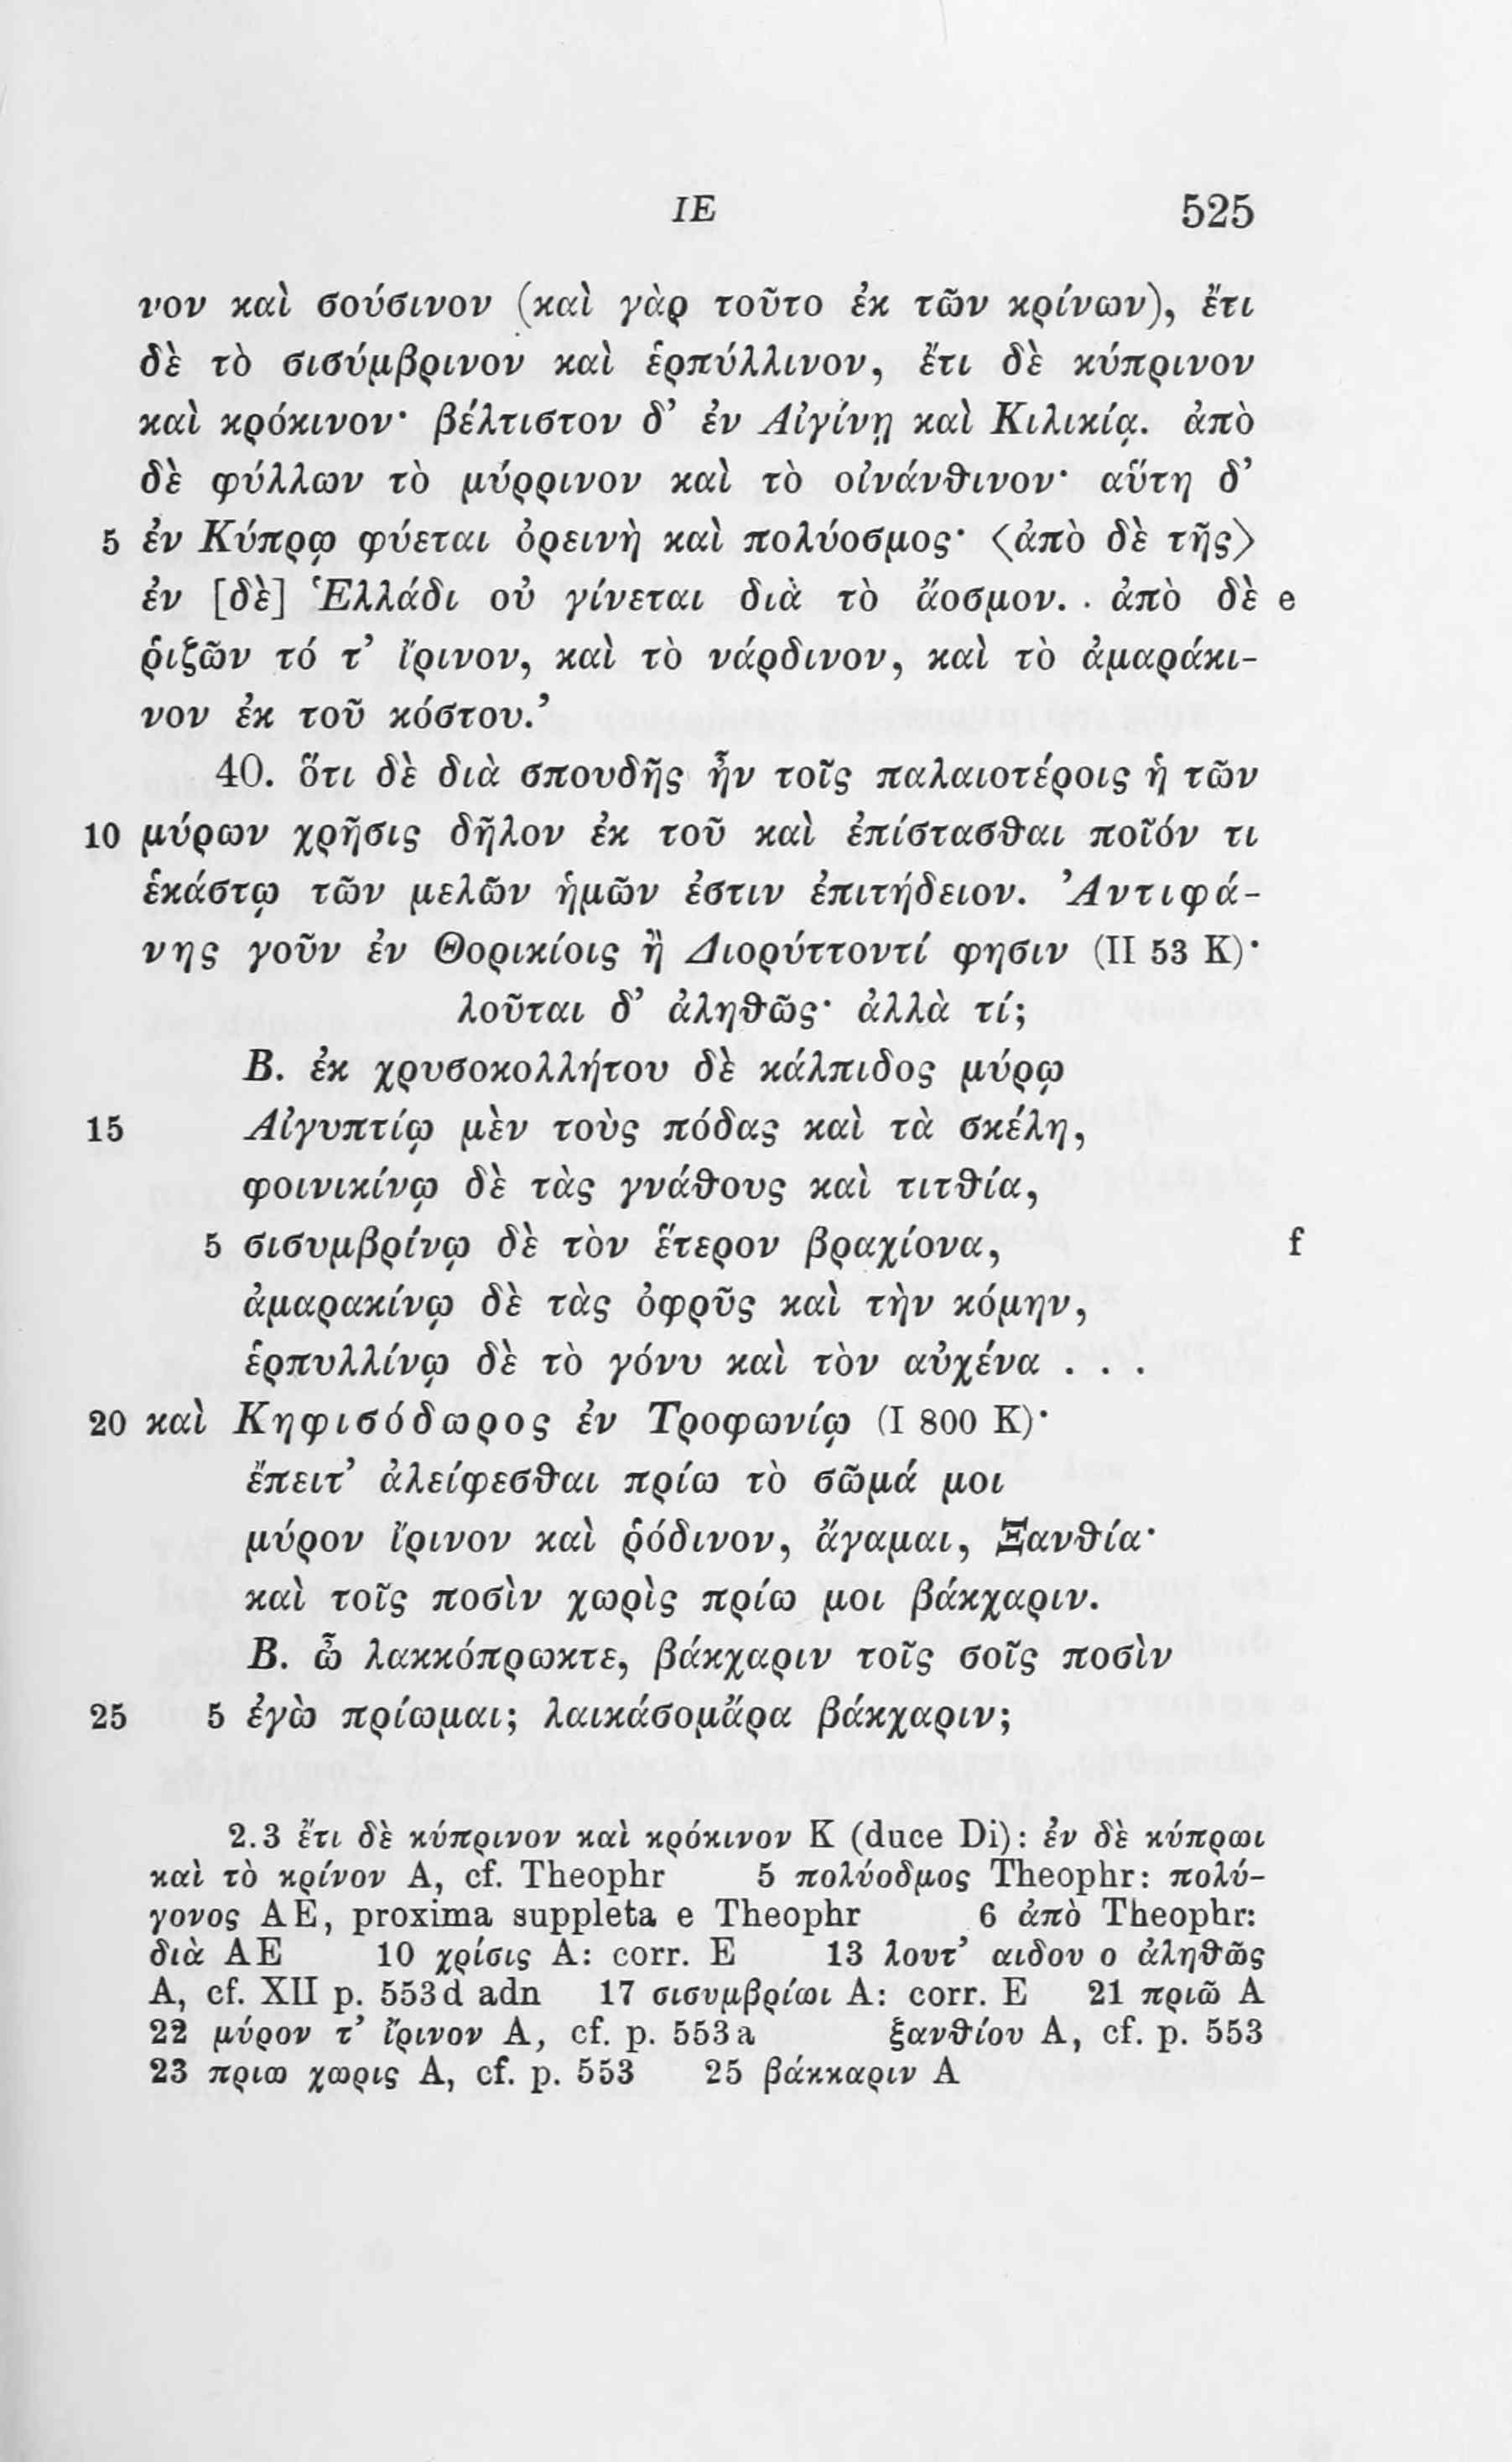 ΙΕ 525
νον καὶ σούσινον (καὶ γὰρ τοῦτο ἐκ τῶν κρίνων), ἔτι
δὲ τὸ σισύμβρινον καὶ ἑρπύλλινον, ἔτι δὲ κύπρινον
καὶ κρόκινον· βέλτιστον δ’ ἐν Αἰγίνῃ καὶ Κιλικίᾳ. ἀπὸ
δὲ φύλλων τὸ μύρρινον καὶ τὸ οἰνάνθινον· αὕτη δ’
5 ἐν Κύπρῳ φύεται ὀρεινὴ καὶ πολύοσμος· 〈ἀπὸ δὲ τῆς〉
ἐν [δὲ] Ἑλλάδι οὐ γίνεται διὰ τὸ ἄοσμον. . ἀπὸ δὲ e
ῥιζῶν τό τ’ ἴρινον, καὶ τὸ νάρδινον, καὶ τὸ ἀμαράκι-
νον ἐκ τοῦ κόστου.’
40. ὅτι δὲ διὰ σπουδῆς ἦν τοῖς παλαιοτέροις ἡ τῶν
10 μύρων χρῆσις δῆλον ἐκ τοῦ καὶ ἐπίστασθαι ποῖόν τι
ἑκάστῳ τῶν μελῶν ἡμῶν ἐστιν ἐπιτήδειον. Ἀντιφά-
νης γοῦν ἐν Θορικίοις ἢ Διορύττοντί φησιν (II 53 K)·
λοῦται δ’ ἀληθῶς· ἀλλὰ τί;
Β. ἐκ χρυσοκολλήτου δὲ κάλπιδος μύρῳ
15 Αἰγυπτίῳ μὲν τοὺς πόδας καὶ τὰ σκέλη,
φοινικίνῳ δὲ τὰς γνάθους καὶ τιτθία,
5 σισυμβρίνῳ δὲ τὸν ἕτερον βραχίονα, f
ἀμαρακίνῳ δὲ τὰς ὀφρῦς καὶ τὴν κόμην,
ἑρπυλλίνῳ δὲ τὸ γόνυ καὶ τὸν αὐχένα . . .
20 καὶ Κηφισόδωρος ἐν Τροφωνίῳ (I 800 K)·
ἔπειτ’ ἀλείφεσθαι πρίω τὸ σῶμά μοι
μύρον ἴρινον καὶ ῥόδινον, ἄγαμαι, Ξανθία·
καὶ τοῖς ποσὶν χωρὶς πρίω μοι βάκχαριν.
Β. ὦ λακκόπρωκτε, βάκχαριν τοῖς σοῖς ποσὶν
25 5 ἐγὼ πρίωμαι; λαικάσομἄρα βάκχαριν;
2.3 ἔτι δὲ κύπρινον καὶ κρόκινον K (duce Di): ἐν δὲ κύπρωι
καὶ τὸ κρίνον A, cf. Theophr 5 πολύοδμος Theophr: πολύ-
γονος AE, proxima suppleta e Theophr 6 ἀπὸ Theophr:
διὰ AE 10 χρίσις A: corr. E 13 λουτ’ αιδου ο ἀληθῶς
A, cf. XII p. 553d adn 17 σισυμβρίωι A: corr. E 21 πριῶ A
22 μύρον τ’ ἴρινον A, cf. p. 553a ξανθίου A, cf. p. 553
23 πριω χωρις A, cf. p. 553 25 βάκκαριν A